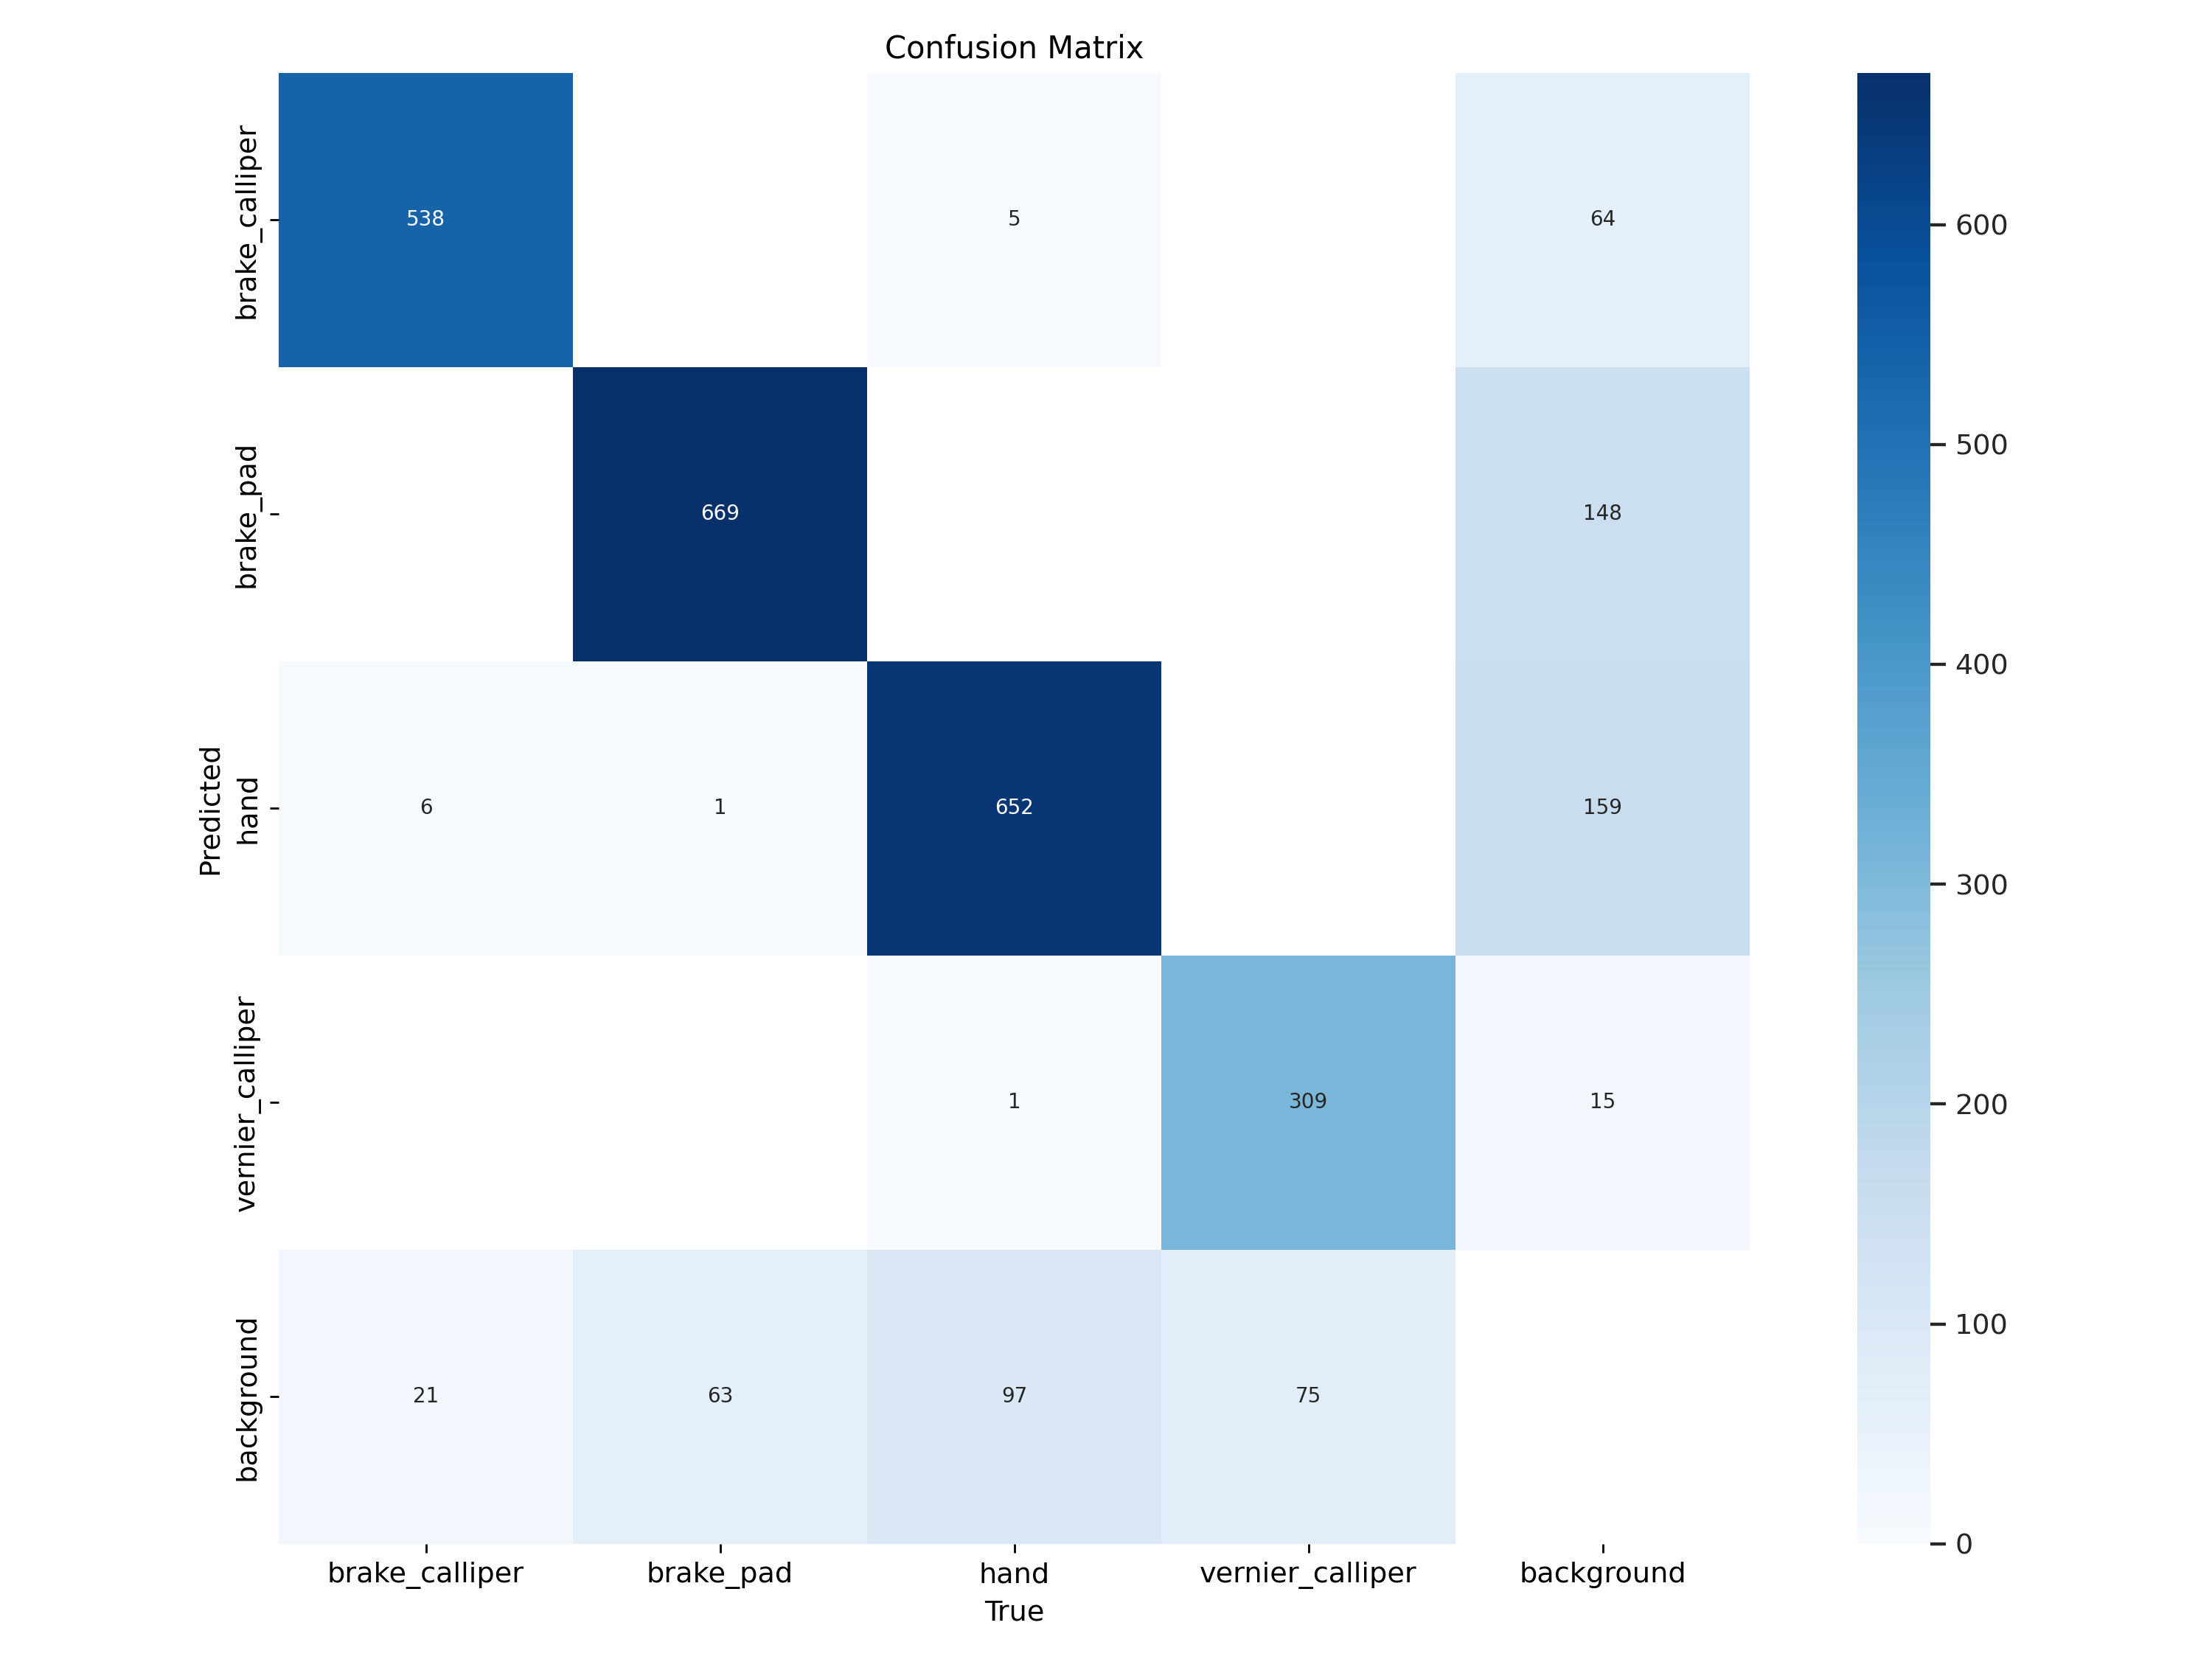 Confusion Matrix
brake_calliper
538
5
64
600
500
brake_pad
669
148
400
Predicted
hand
6
1
652
159
300
vernier_calliper
1
309
15
200
background
21
63
97
75
100
0
brake_calliper
brake_pad
hand
vernier_calliper
background
True